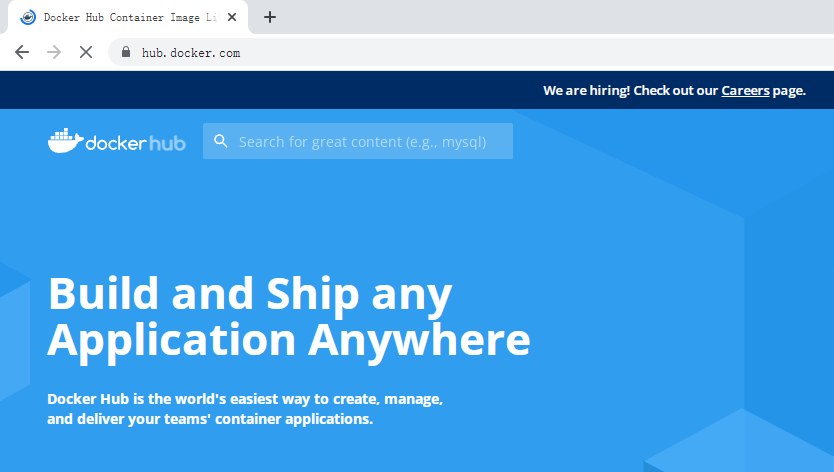 Docker Hub Container Image Li
hub.docker.com
We are hiring! Check out our Careers page.
docker hub
Search for great content (e.g., mysql)
Build and Ship any
Application Anywhere
Docker Hub is the world's easiest way to create, manage,
and deliver your teams' container applications.